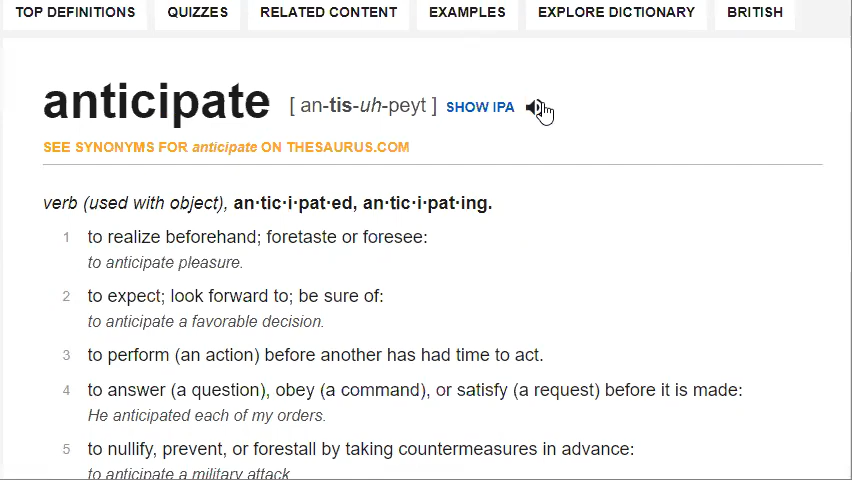 TOP DEFINITIONS QUIZZES RELATED CONTENT EXAMPLES EXPLORE DICTIONARY BRITISH
anticipate [ an-tis-uh-peyt ] SHOW IPA
SEE SYNONYMS FOR anticipate ON THESAURUS.COM
verb (used with object), an·tic·i·pat·ed, an·tic·i·pat·ing.
1 to realize beforehand; foretaste or foresee:
to anticipate pleasure.
2 to expect; look forward to; be sure of:
to anticipate a favorable decision.
3 to perform (an action) before another has had time to act.
4 to answer (a question), obey (a command), or satisfy (a request) before it is made:
He anticipated each of my orders.
5 to nullify, prevent, or forestall by taking countermeasures in advance:
to anticipate a military attack